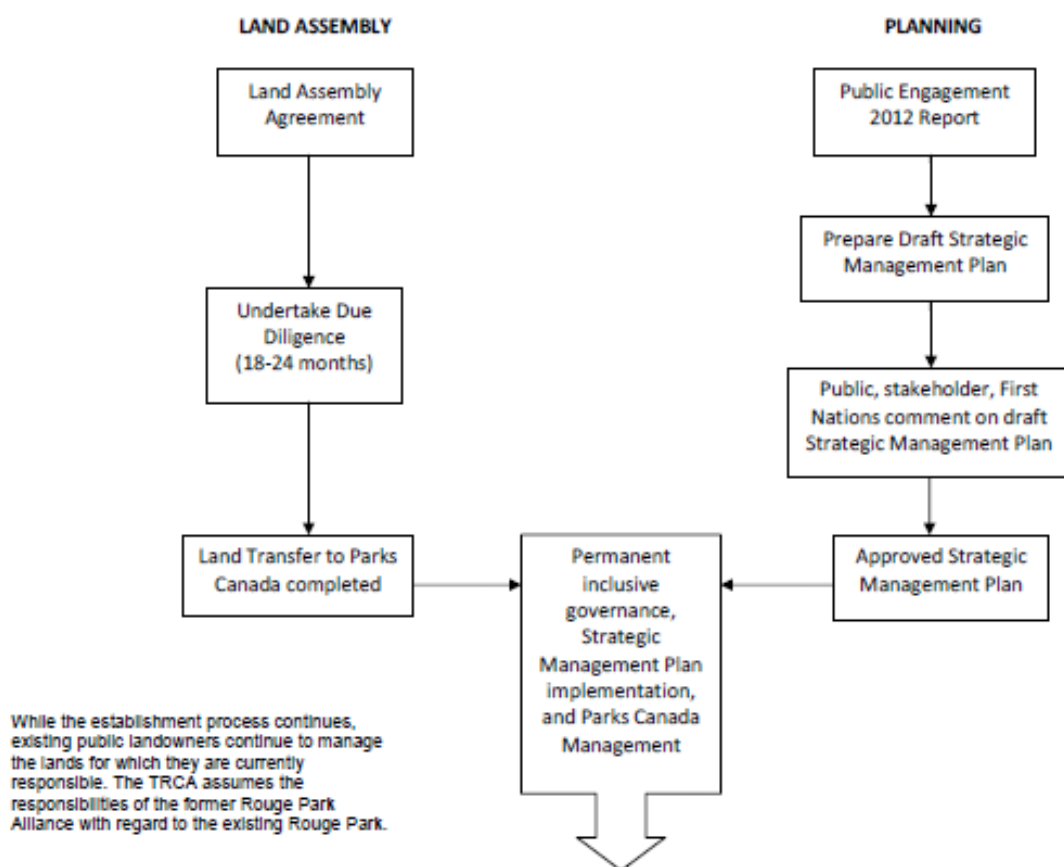 LAND ASSEMBLY
Land Assembly
Agreement
Undertake Due
Diligence
(18-24 months)
Land Transfer to Parks
Canada completed
PLANNING
Public Engagement
2012 Report
Prepare Draft Strategic
Management Plan
Public, stakeholder, First
Nations comment on draft
Strategic Management Plan
Approved Strategic
Management Plan
Permanent
inclusive
governance,
Strategic
Management Plan
implementation,
and Parks Canada
Management
While the establishment process continues,
existing public landowners continue to manage
the lands for which they are currently
responsible. The TRCA assumes the
responsibilities of the former Rouge Park
Alliance with regard to the existing Rouge Park.